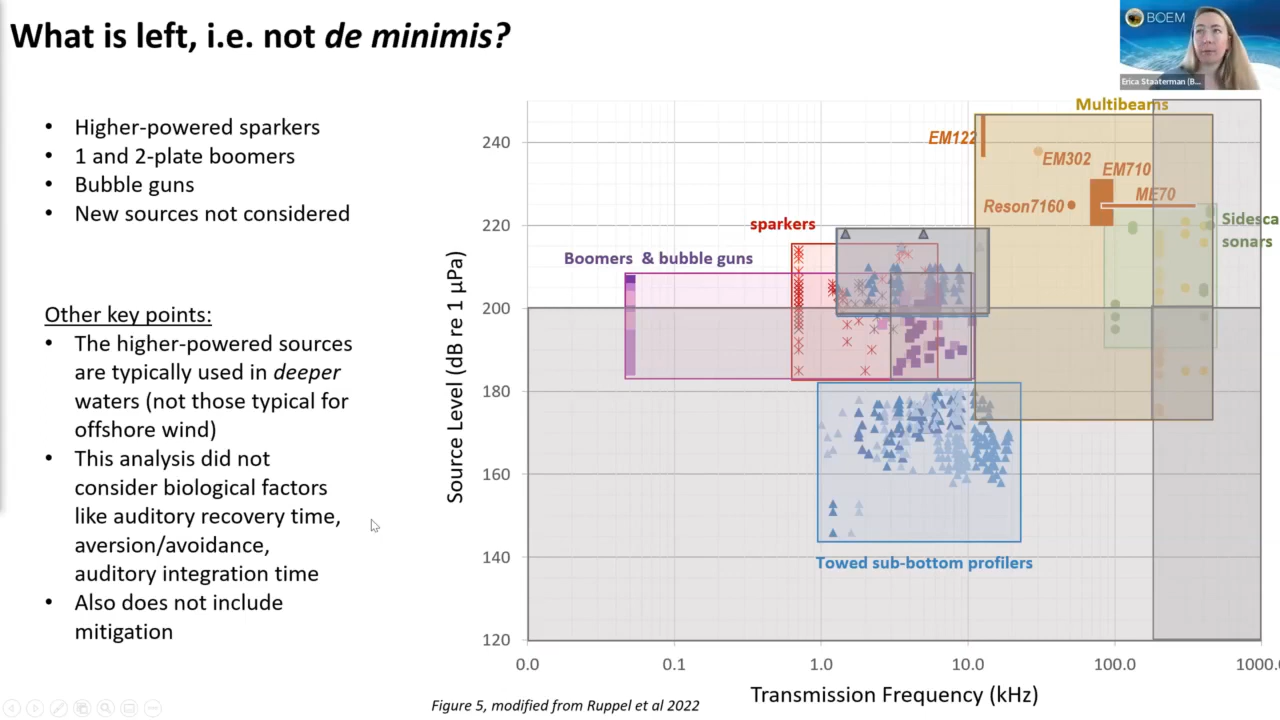 What is left, i.e. not de minimis?
BOEM
Erica Staaterman (B...
• Higher-powered sparkers
• 1 and 2-plate boomers
• Bubble guns
• New sources not considered
Other key points:
• The higher-powered sources
are typically used in deeper
waters (not those typical for
offshore wind)
• This analysis did not
consider biological factors
like auditory recovery time,
aversion/avoidance,
auditory integration time
• Also does not include
mitigation
Source Level (dB re 1 µPa)
240
220
200
180
160
140
120
Multibeams
EM122
EM302
EM710
ME70
Reson7160
Sidesca
sonars
sparkers
Boomers & bubble guns
Towed sub-bottom profilers
0.0
0.1
1.0
10.0
100.0
1000.
Transmission Frequency (kHz)
Figure 5, modified from Ruppel et al 2022